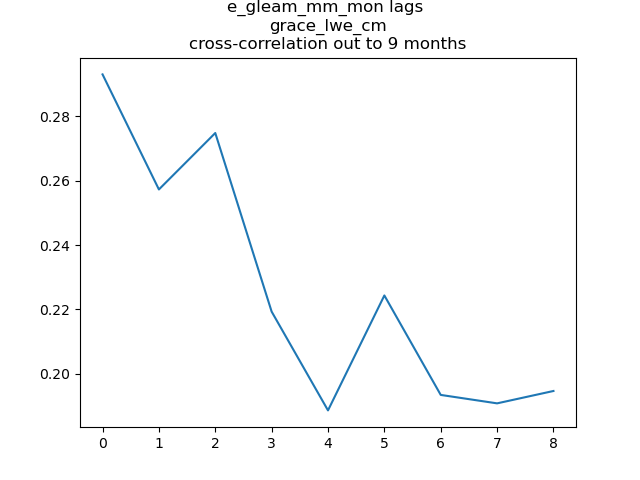 e_gleam_mm_mon lags
grace_lwe_cm
cross-correlation out to 9 months
0.28
0.26
0.24
0.22
0.20
0 1 2 3 4 5 6 7 8